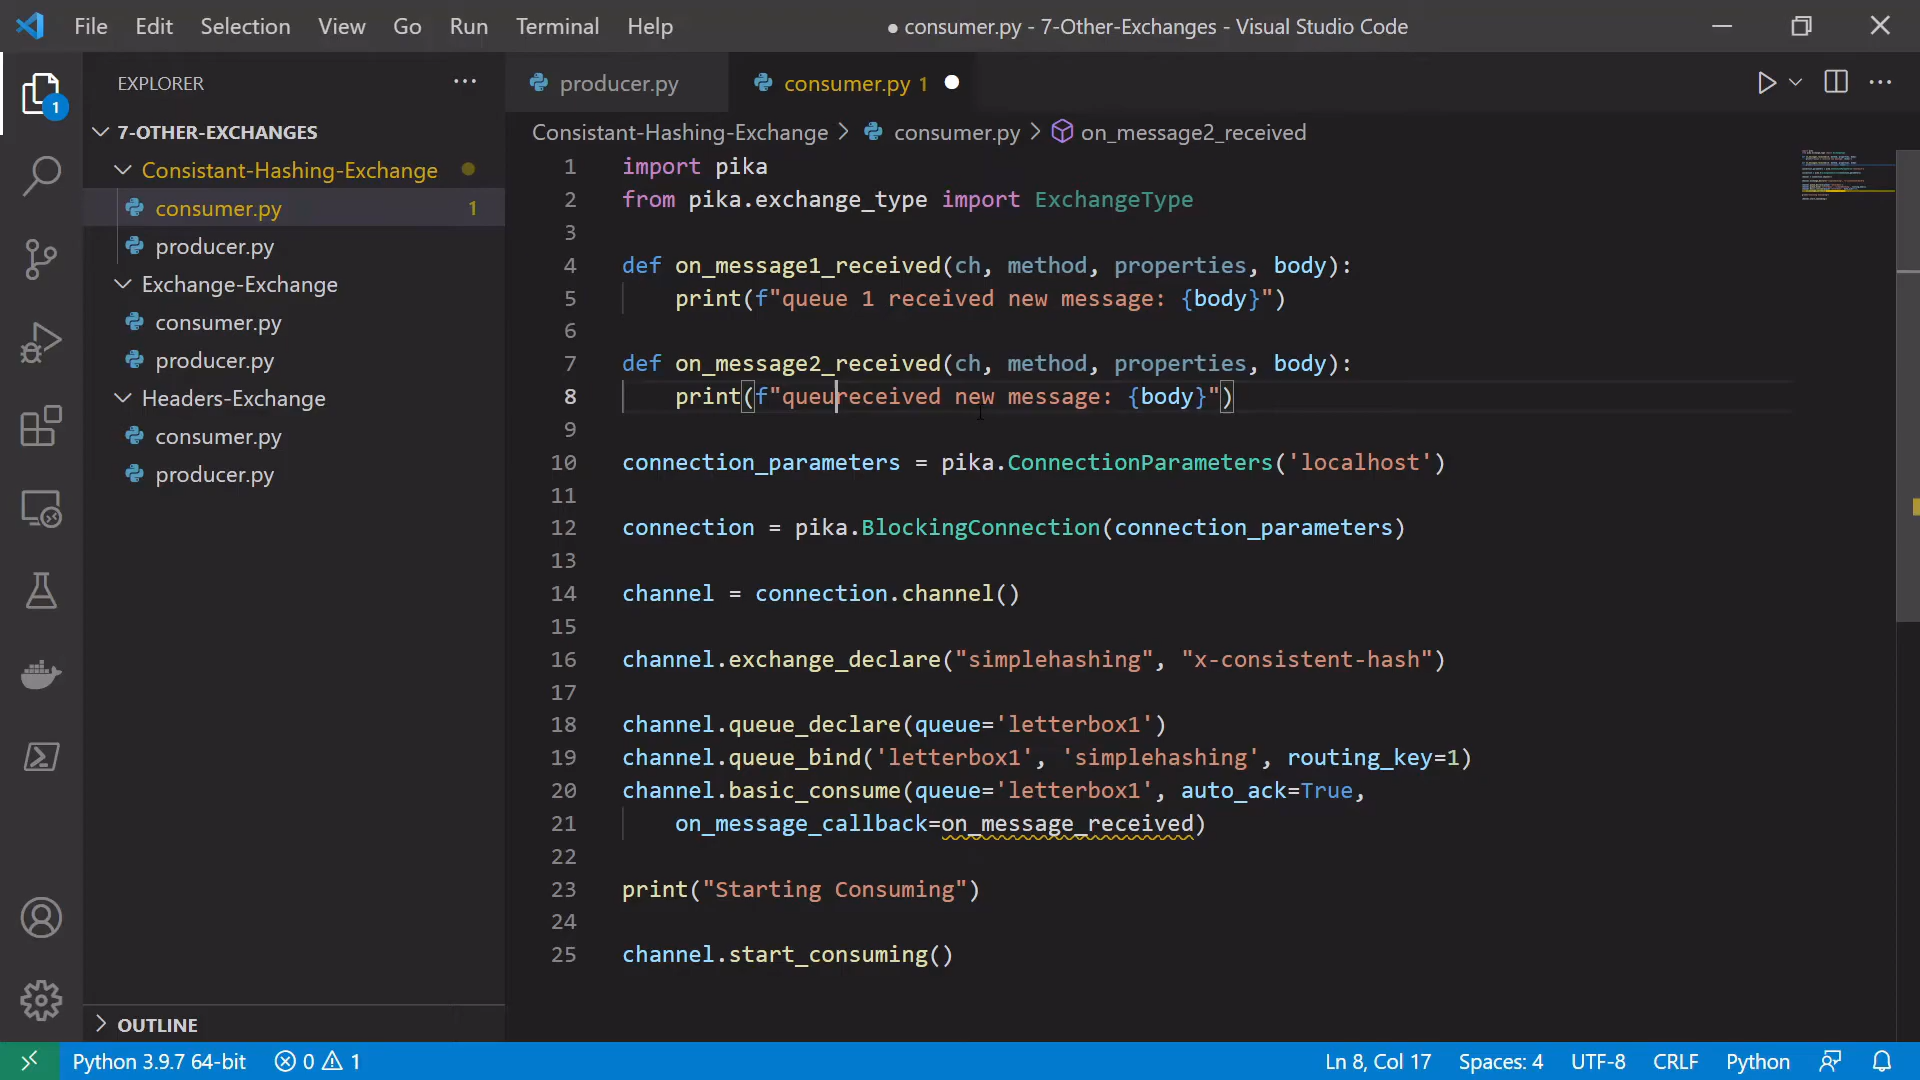 File Edit Selection View Go Run Terminal Help ● consumer.py - 7-Other-Exchanges - Visual Studio Code
EXPLORER ···
producer.py consumer.py 1
7-OTHER-EXCHANGES
Consistant-Hashing-Exchange
consumer.py 1
producer.py
Exchange-Exchange
consumer.py
producer.py
Headers-Exchange
consumer.py
producer.py
OUTLINE
1
Consistant-Hashing-Exchange > consumer.py > on_message2_received
1 import pika
2 from pika.exchange_type import ExchangeType
3
4 def on_message1_received(ch, method, properties, body):
5     print(f"queue 1 received new message: {body}")
6
7 def on_message2_received(ch, method, properties, body):
8     print(f"queureceived new message: {body}")
9
10 connection_parameters = pika.ConnectionParameters('localhost')
11
12 connection = pika.BlockingConnection(connection_parameters)
13
14 channel = connection.channel()
15
16 channel.exchange_declare("simplehashing", "x-consistent-hash")
17
18 channel.queue_declare(queue='letterbox1')
19 channel.queue_bind('letterbox1', 'simplehashing', routing_key=1)
20 channel.basic_consume(queue='letterbox1', auto_ack=True,
21     on_message_callback=on_message_received)
22
23 print("Starting Consuming")
24
25 channel.start_consuming()
Python 3.9.7 64-bit 0 1 Ln 8, Col 17 Spaces: 4 UTF-8 CRLF Python